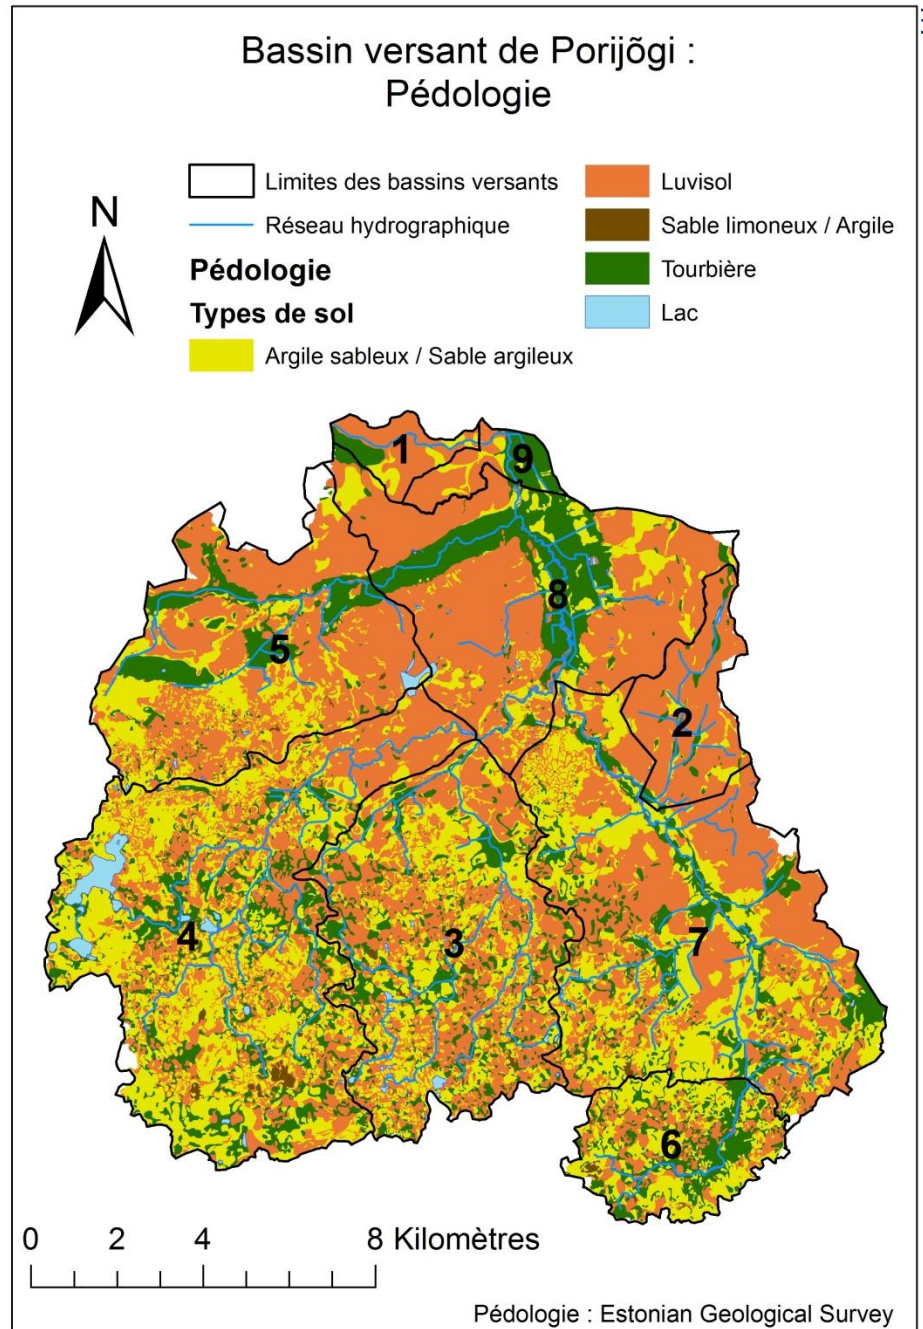 Bassin versant de Porijõgi :
Pédologie
N
Limites des bassins versants
Réseau hydrographique
Pédologie
Types de sol
Argile sableux / Sable argileux
Luvisol
Sable limoneux / Argile
Tourbière
Lac
1
9
8
5
2
4
3
7
6
0 2 4 8 Kilomètres
Pédologie : Estonian Geological Survey